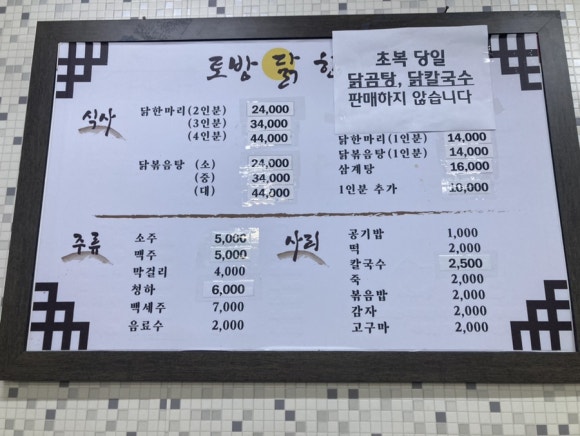 토방 닭 한
초복 당일
닭곰탕, 닭칼국수
판매하지 않습니다
식사
닭한마리(2인분) 24,000
(3인분) 34,000
(4인분) 44,000
닭볶음탕 (소) 24,000
(중) 34,000
(대) 44,000
닭한마리(1인분) 14,000
닭볶음탕(1인분) 14,000
삼계탕 16,000
1인분 추가 10,000
주류
소주 5,000
맥주 5,000
막걸리 4,000
청하 6,000
백세주 7,000
음료수 2,000
사리
공기밥 1,000
떡 2,000
칼국수 2,500
죽 2,000
볶음밥 2,000
감자 2,000
고구마 2,000